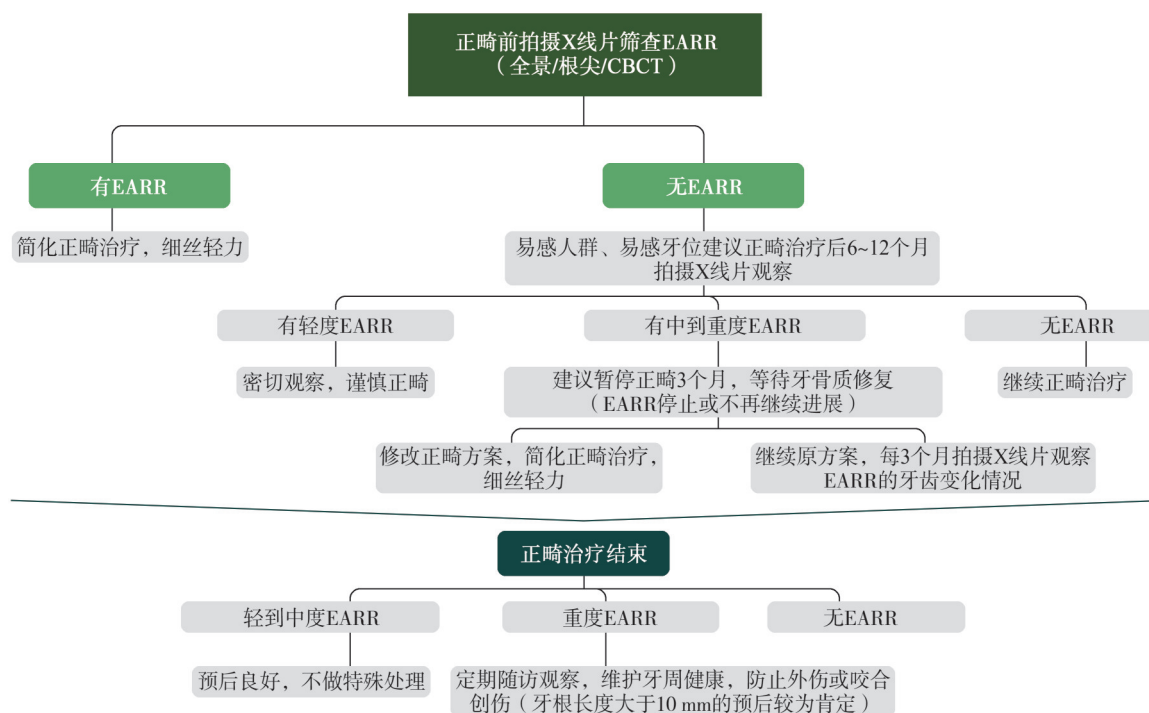 正畸前拍摄X线片筛查EARR
（全景/根尖/CBCT）
有EARR
无EARR
简化正畸治疗，细丝轻力
易感人群、易感牙位建议正畸治疗后6~12个月
拍摄X线片观察
有轻度EARR
有中到重度EARR
无EARR
密切观察，谨慎正畸
建议暂停正畸3个月，等待牙骨质修复
（EARR停止或不再继续进展）
继续正畸治疗
修改正畸方案，简化正畸治疗，
细丝轻力
继续原方案，每3个月拍摄X线片观察
EARR的牙齿变化情况
正畸治疗结束
轻到中度EARR
重度EARR
无EARR
预后良好，不做特殊处理
定期随访观察，维护牙周健康，防止外伤或咬合
创伤（牙根长度大于10 mm的预后较为肯定）